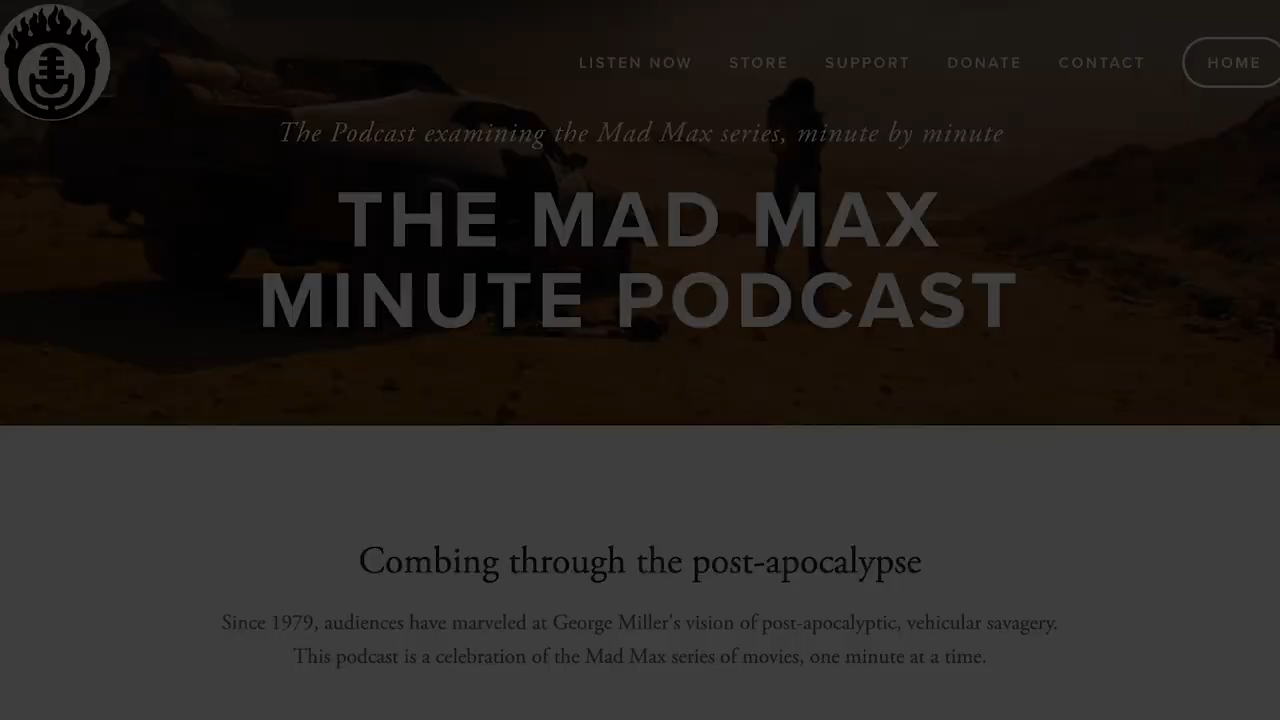 LISTEN NOW STORE SUPPORT DONATE CONTACT HOME
The Podcast examining the Mad Max series, minute by minute
THE MAD MAX
MINUTE PODCAST
Combing through the post-apocalypse
Since 1979, audiences have marveled at George Miller's vision of post-apocalyptic, vehicular savagery.
This podcast is a celebration of the Mad Max series of movies, one minute at a time.